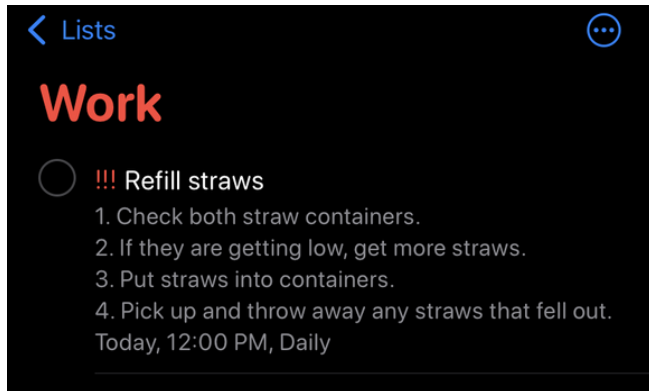 Lists
Work
!!! Refill straws
1. Check both straw containers.
2. If they are getting low, get more straws.
3. Put straws into containers.
4. Pick up and throw away any straws that fell out.
Today, 12:00 PM, Daily